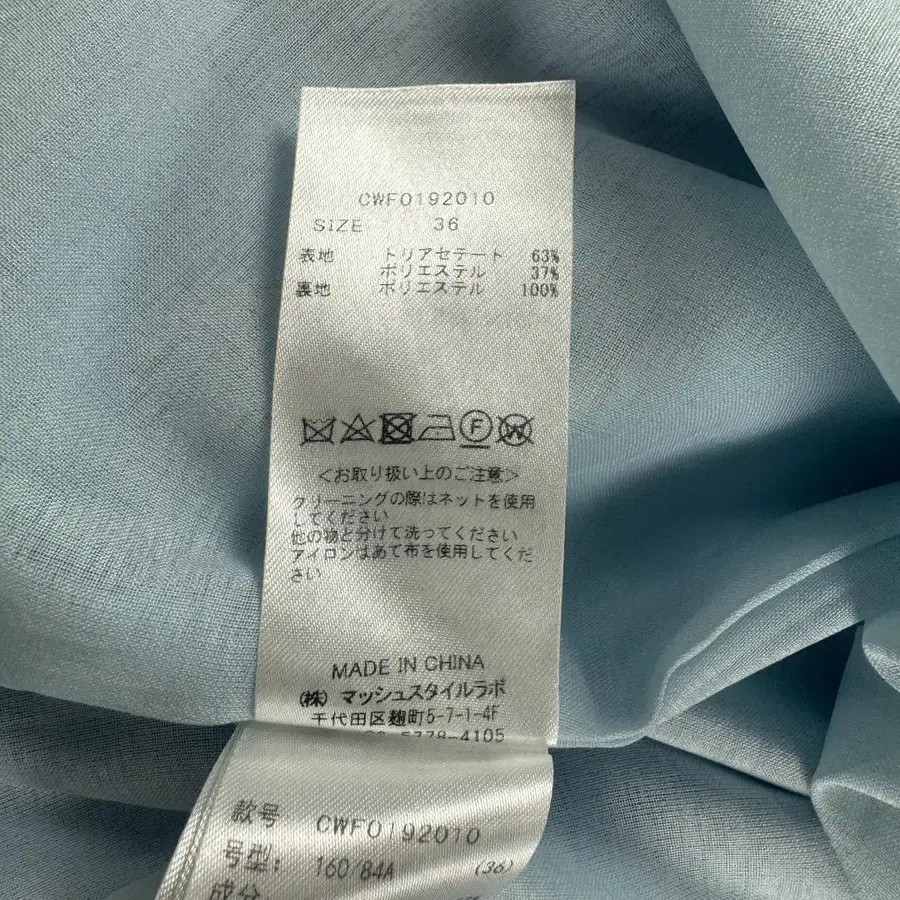 CWF0192010
SIZE 36
表地 トリアセテート 63%
ポリエステル 37%
裏地 ポリエステル 100%
F
W
<お取り扱い上のご注意>
クリーニングの際はネットを使用
してください
他の物と分けて洗ってください
アイロンはあて布を使用してくだ
さい
MADE IN CHINA
(株) マッシュスタイルラボ
千代田区麹町5-7-1-4F
5778-4105
款号 CWF0192010
号型: 160/84A (36)
成分